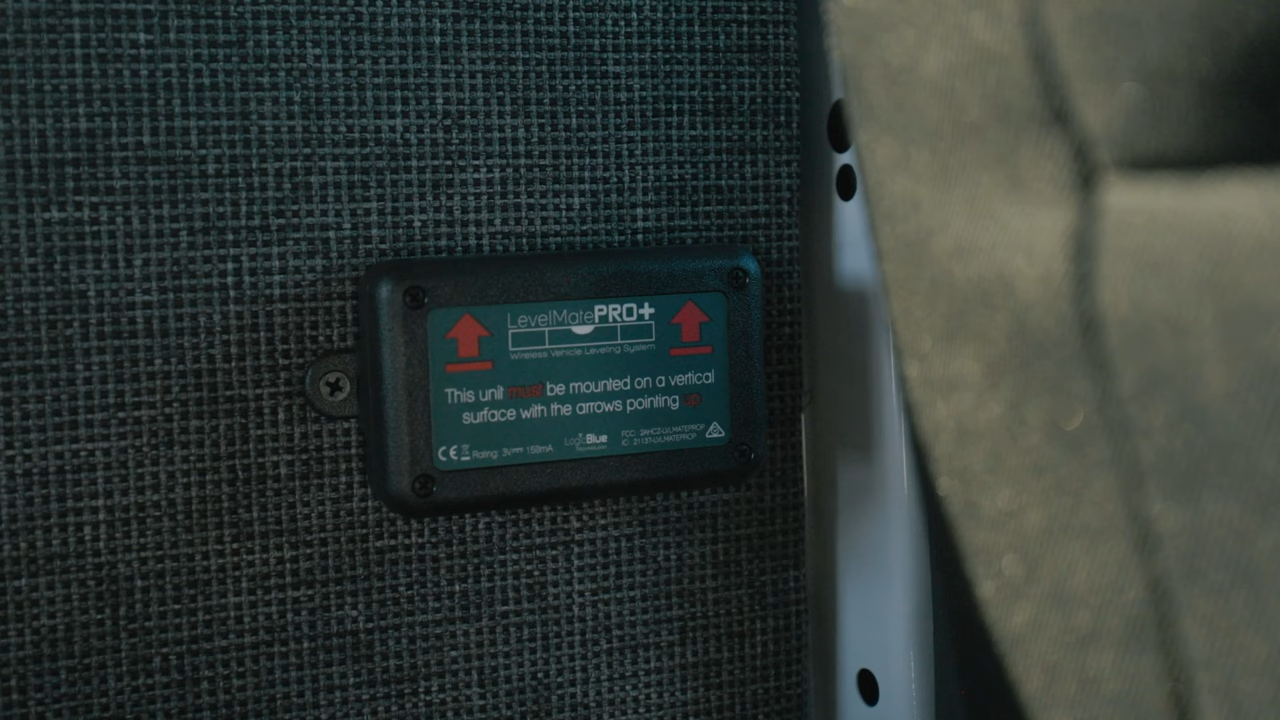 LevelMatePRO+
Wireless Vehicle Leveling System
This unit must be mounted on a vertical
surface with the arrows pointing up
CE Rating: 3V 150mA
LogicBlue
FCC: 2AHCZ-LVLMATEPROP
IC: 21137-LVLMATEPROP